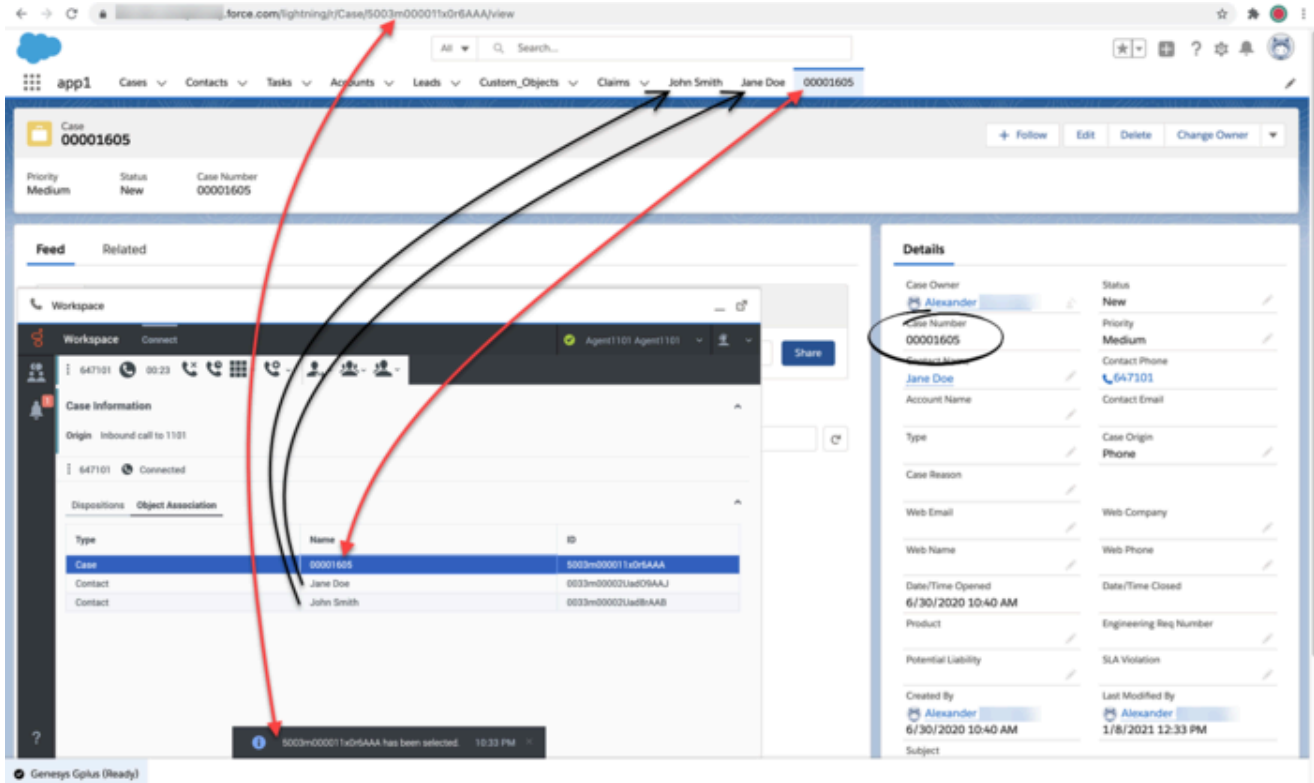 .force.com/lightning/r/Case/5003m000011x0r6AAA/view
All Search...
app1 Cases Contacts Tasks Accounts Leads Custom_Objects Claims John Smith Jane Doe 00001605
Case
00001605
+ Follow Edit Delete Change Owner
Priority Status Case Number
Medium New 00001605
Feed Related
Workspace
Workspace Connect Agent1101 Agent1101
647101 00:23
Share
Case Information
Origin Inbound call to 1101
647101 Connected
Dispositions Object Association
Type Name ID
Case 00001605 5003m000011x0r6AAA
Contact Jane Doe 0033m00002UadO9AAJ
Contact John Smith 0033m00002Uad8rAAB
5003m000011x0r6AAA has been selected. 10:33 PM
Genesys Gplus (Ready)
Details
Case Owner Status
Alexander New
Case Number Priority
00001605 Medium
Contact Name Contact Phone
Jane Doe 647101
Account Name Contact Email
Type Case Origin
Phone
Case Reason
Web Email Web Company
Web Name Web Phone
Date/Time Opened Date/Time Closed
6/30/2020 10:40 AM
Product Engineering Req Number
Potential Liability SLA Violation
Created By Last Modified By
Alexander Alexander
6/30/2020 10:40 AM 1/8/2021 12:33 PM
Subject